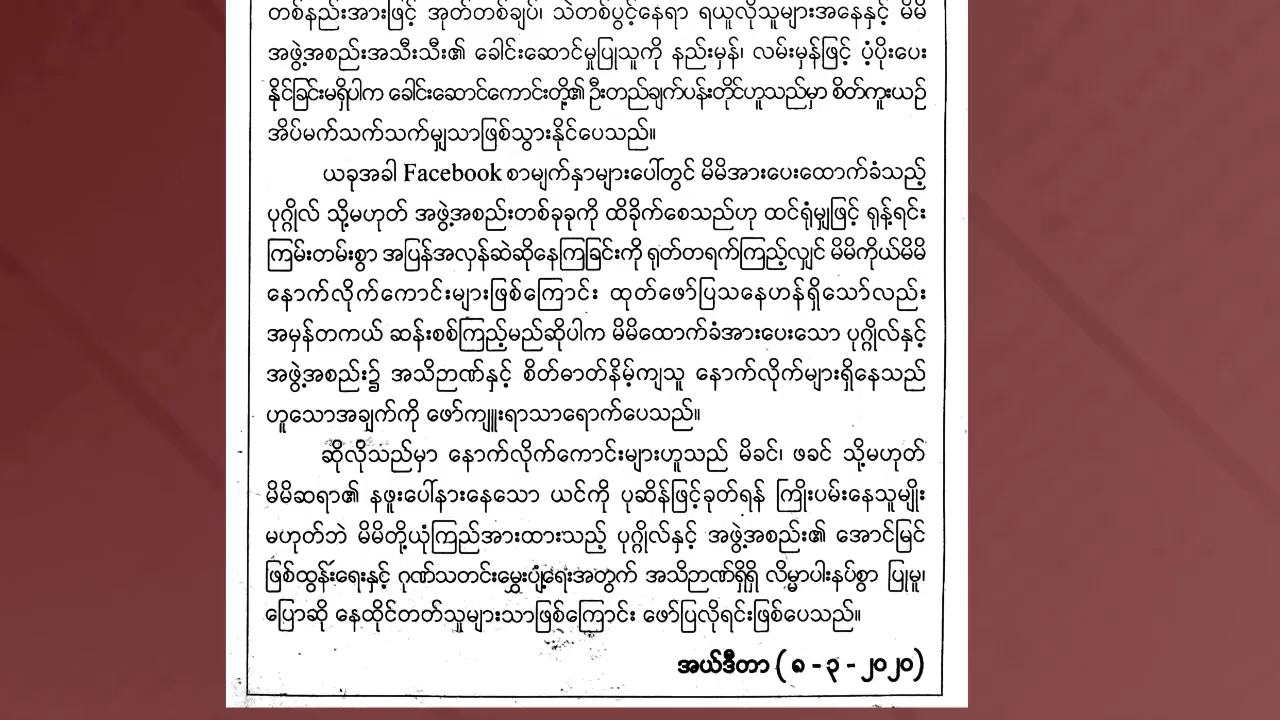 တစ်နည်းအားဖြင့် အုတ်တစ်ချပ်၊ သဲတစ်ပွင့်နေရာ ရယူလိုသူများအနေနှင့် မိမိ
အဖွဲ့အစည်းအသီးသီး၏ ခေါင်းဆောင်မှုပြုသူကို နည်းမှန်၊ လမ်းမှန်ဖြင့် ပံ့ပိုးပေး
နိုင်ခြင်းမရှိပါက ခေါင်းဆောင်ကောင်းတို့၏ ဦးတည်ချက်ပန်းတိုင်ဟူသည်မှာ စိတ်ကူးယဉ်
အိပ်မက်သက်သက်မျှသာဖြစ်သွားနိုင်ပေသည်။
ယခုအခါ Facebook စာမျက်နှာများပေါ်တွင် မိမိအားပေးထောက်ခံသည့်
ပုဂ္ဂိုလ် သို့မဟုတ် အဖွဲ့အစည်းတစ်ခုခုကို ထိခိုက်စေသည်ဟု ထင်ရုံမျှဖြင့် ရုန့်ရင်း
ကြမ်းတမ်းစွာ အပြန်အလှန်ဆဲဆိုနေကြခြင်းကို ရုတ်တရက်ကြည့်လျှင် မိမိကိုယ်မိမိ
နောက်လိုက်ကောင်းများဖြစ်ကြောင်း ထုတ်ဖော်ပြသနေဟန်ရှိသော်လည်း
အမှန်တကယ် ဆန်းစစ်ကြည့်မည်ဆိုပါက မိမိထောက်ခံအားပေးသော ပုဂ္ဂိုလ်နှင့်
အဖွဲ့အစည်း၌ အသိဉာဏ်နှင့် စိတ်ဓာတ်နိမ့်ကျသူ နောက်လိုက်များရှိနေသည်
ဟူသောအချက်ကို ဖော်ကျူးရာသာရောက်ပေသည်။
ဆိုလိုသည်မှာ နောက်လိုက်ကောင်းများဟူသည် မိခင်၊ ဖခင် သို့မဟုတ်
မိမိဆရာ၏ နဖူးပေါ်နားနေသော ယင်ကို ပုဆိန်ဖြင့်ခုတ်ရန် ကြိုးပမ်းနေသူမျိုး
မဟုတ်ဘဲ မိမိတို့ယုံကြည်အားထားသည့် ပုဂ္ဂိုလ်နှင့် အဖွဲ့အစည်း၏ အောင်မြင်
ဖြစ်ထွန်းရေးနှင့် ဂုဏ်သတင်းမွှေးပျံ့ရေးအတွက် အသိဉာဏ်ရှိရှိ လိမ္မာပါးနပ်စွာ ပြုမူ၊
ပြောဆို နေထိုင်တတ်သူများသာဖြစ်ကြောင်း ဖော်ပြလိုရင်းဖြစ်ပေသည်။
အယ်ဒီတာ ( ၈ - ၃ - ၂၀၂၀)